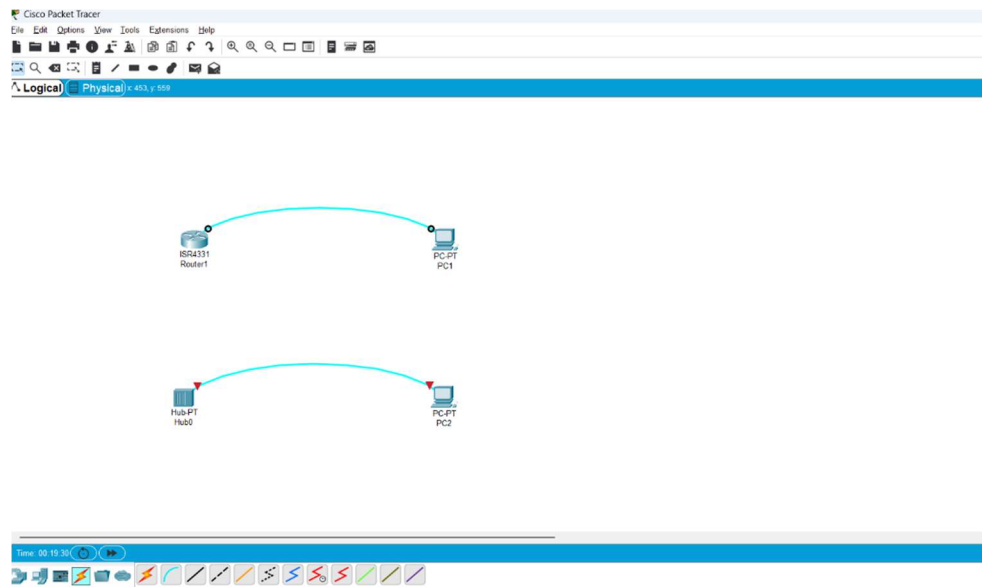 Cisco Packet Tracer
File Edit Options View Tools Extensions Help
Logical Physical x: 453, y: 559
ISR4331
Router1
PC-PT
PC1
Hub-PT
Hub0
PC-PT
PC2
Time: 00:19:30